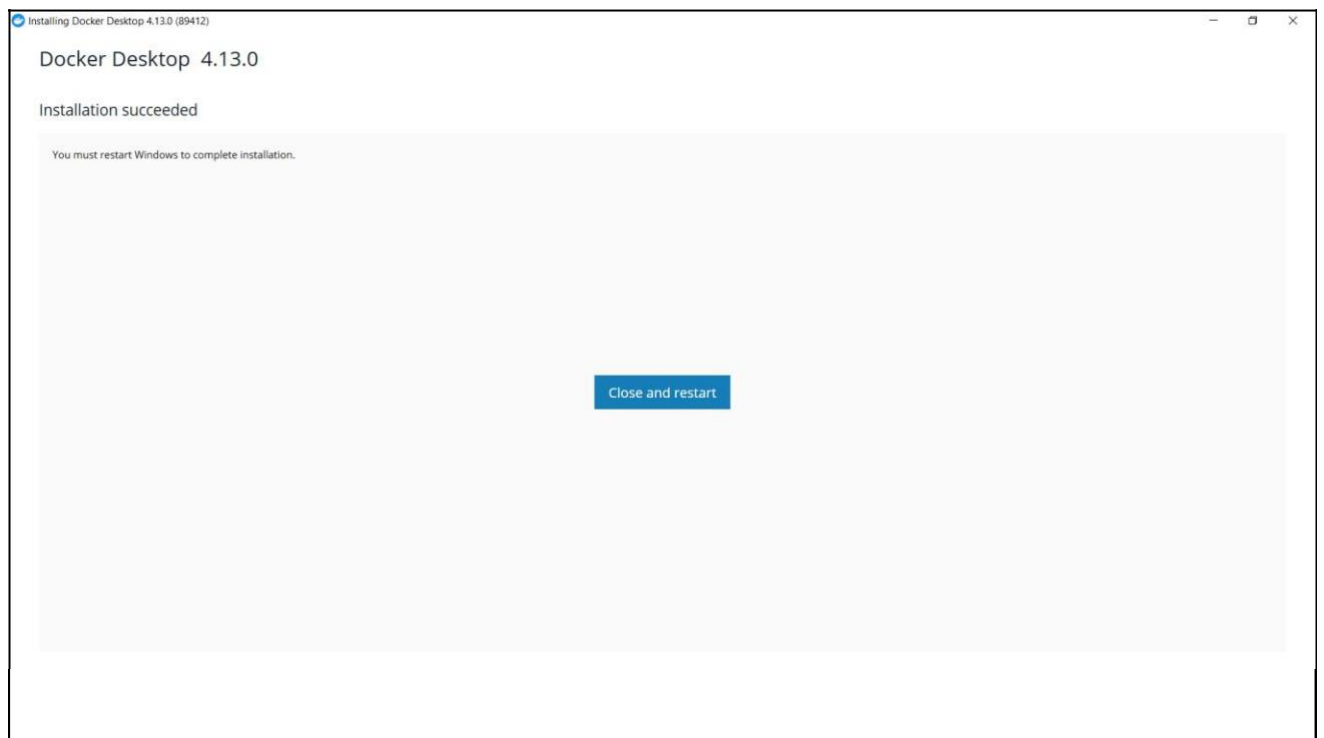 Installing Docker Desktop 4.13.0 (89412)
Docker Desktop 4.13.0
Installation succeeded
You must restart Windows to complete installation.
Close and restart